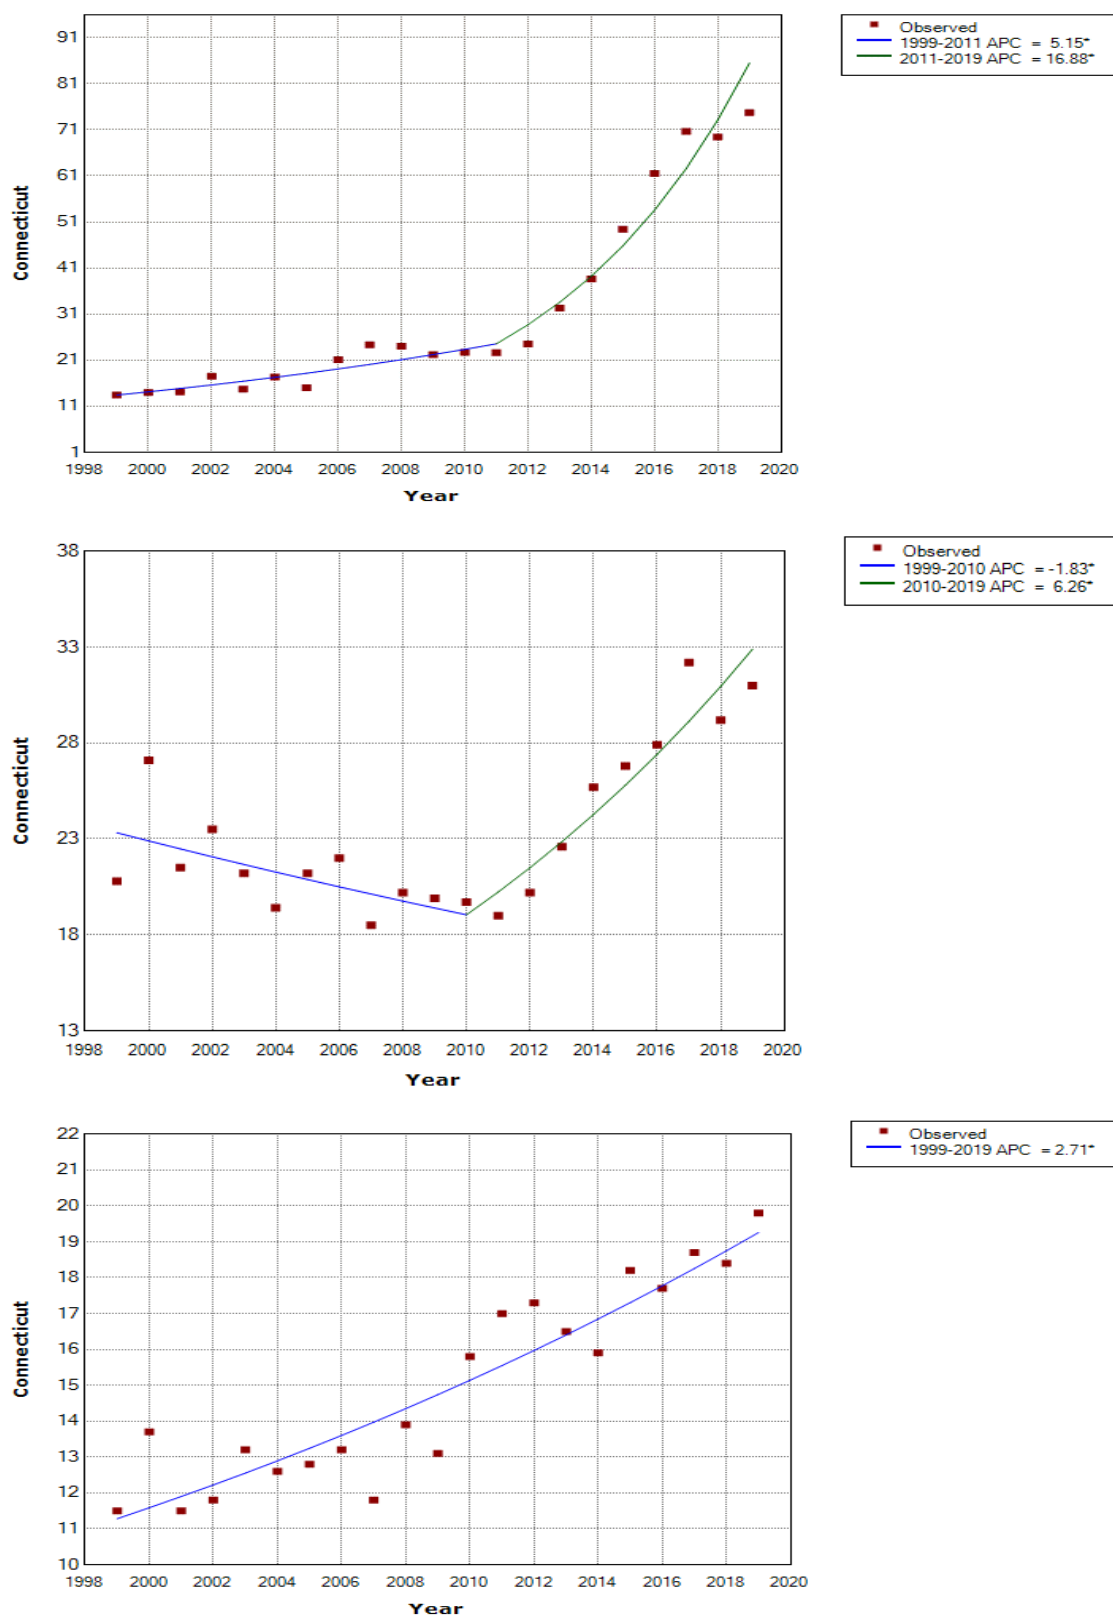 Observed
1999-2011 APC = 5.15*
2011-2019 APC = 16.88*
Connecticut
91
81
71
61
51
41
31
21
11
1
1998 2000 2002 2004 2006 2008 2010 2012 2014 2016 2018 2020
Year
Observed
1999-2010 APC = -1.83*
2010-2019 APC = 6.26*
Connecticut
38
33
28
23
18
13
1998 2000 2002 2004 2006 2008 2010 2012 2014 2016 2018 2020
Year
Observed
1999-2019 APC = 2.71*
Connecticut
22
21
20
19
18
17
16
15
14
13
12
11
10
1998 2000 2002 2004 2006 2008 2010 2012 2014 2016 2018 2020
Year